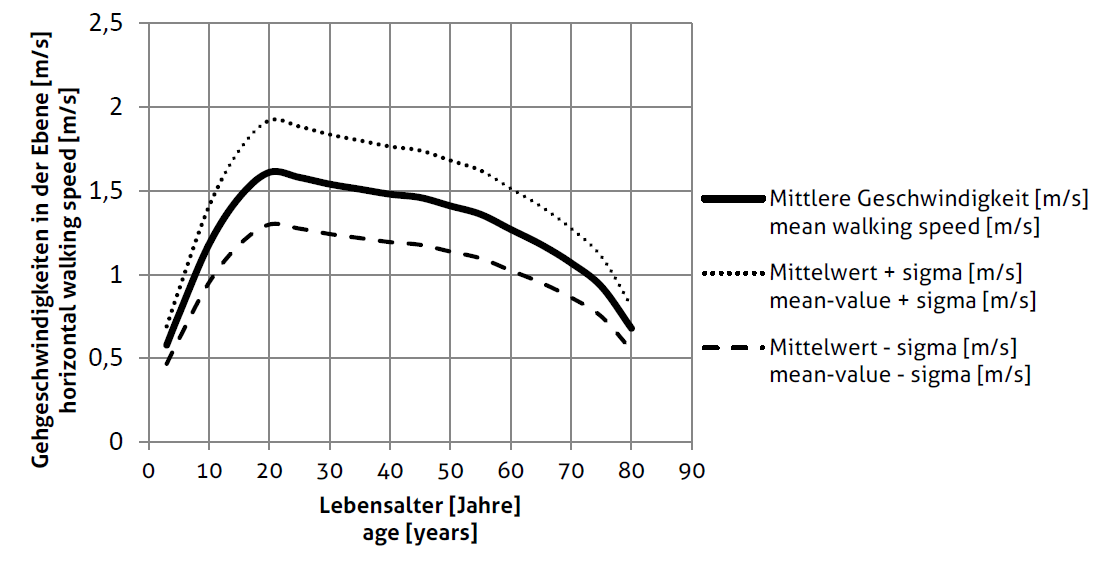 Gehgeschwindigkeiten in der Ebene [m/s]
horizontal walking speed [m/s]
2,5
2
1,5
1
0,5
0
0 10 20 30 40 50 60 70 80 90
Lebensalter [Jahre]
age [years]
Mittlere Geschwindigkeit [m/s]
mean walking speed [m/s]
Mittelwert + sigma [m/s]
mean-value + sigma [m/s]
Mittelwert - sigma [m/s]
mean-value - sigma [m/s]